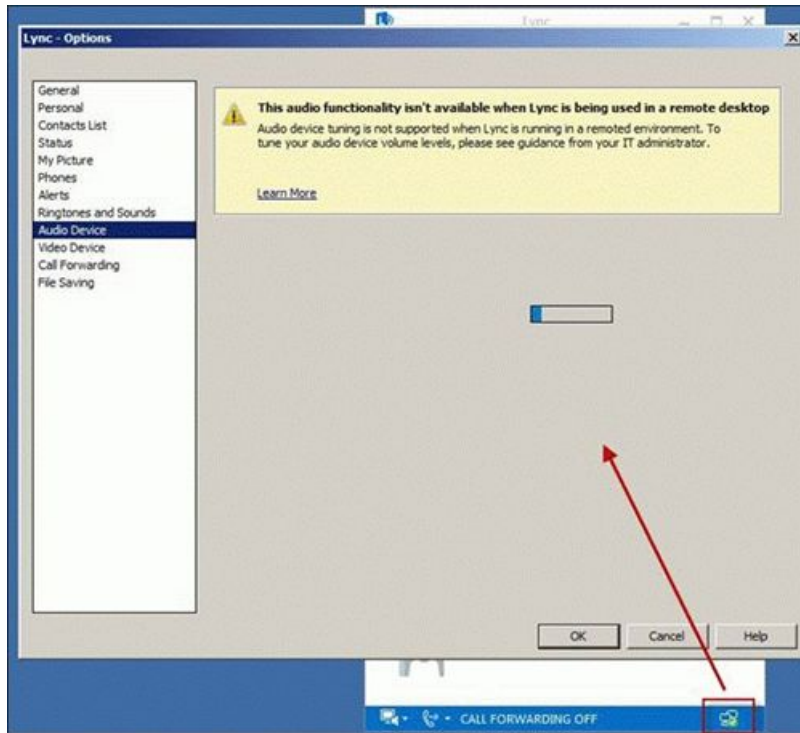 Lync
Lync - Options
General
Personal
Contacts List
Status
My Picture
Phones
Alerts
Ringtones and Sounds
Audio Device
Video Device
Call Forwarding
File Saving
This audio functionality isn't available when Lync is being used in a remote desktop
Audio device tuning is not supported when Lync is running in a remoted environment. To
tune your audio device volume levels, please see guidance from your IT administrator.
Learn More
OK
Cancel
Help
CALL FORWARDING OFF